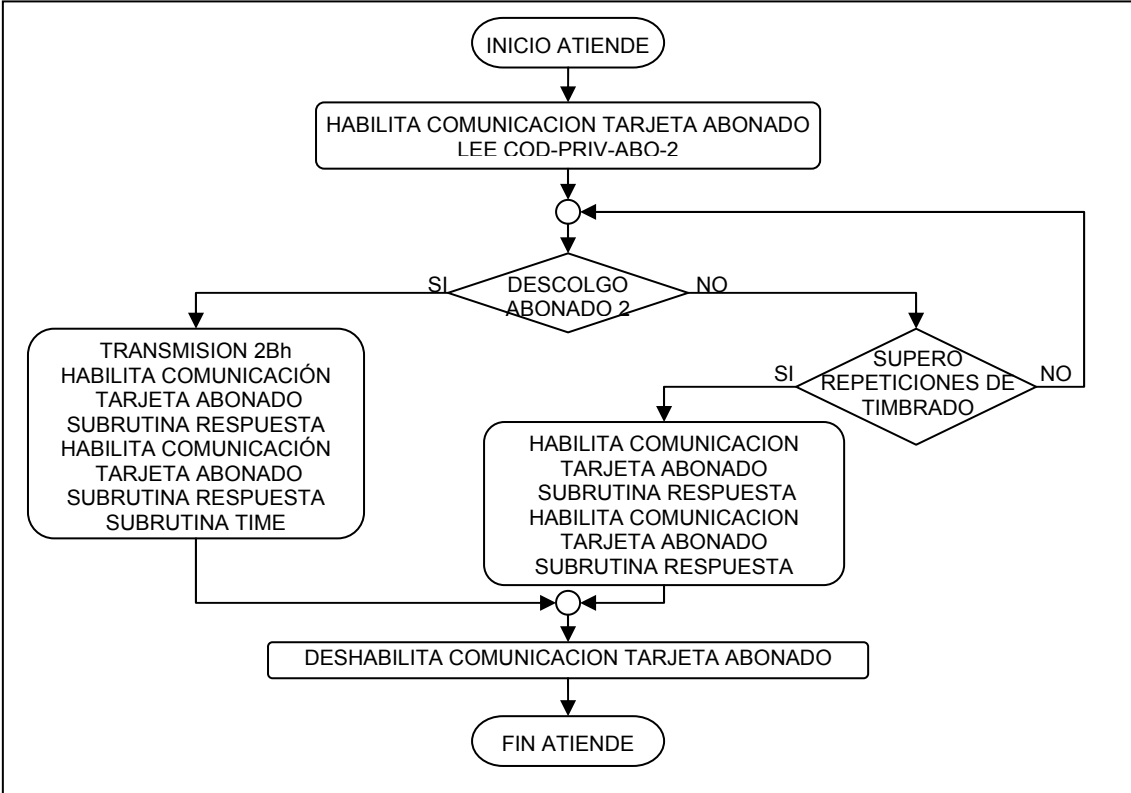 INICIO ATIENDE
HABILITA COMUNICACION TARJETA ABONADO
LEE COD-PRIV-ABO-2
SI
DESCOLGO
ABONADO 2
NO
TRANSMISION 2Bh
HABILITA COMUNICACIÓN
TARJETA ABONADO
SUBRUTINA RESPUESTA
HABILITA COMUNICACIÓN
TARJETA ABONADO
SUBRUTINA RESPUESTA
SUBRUTINA TIME
SI
SUPERO
REPETICIONES DE
TIMBRADO
NO
HABILITA COMUNICACION
TARJETA ABONADO
SUBRUTINA RESPUESTA
HABILITA COMUNICACION
TARJETA ABONADO
SUBRUTINA RESPUESTA
DESHABILITA COMUNICACION TARJETA ABONADO
FIN ATIENDE